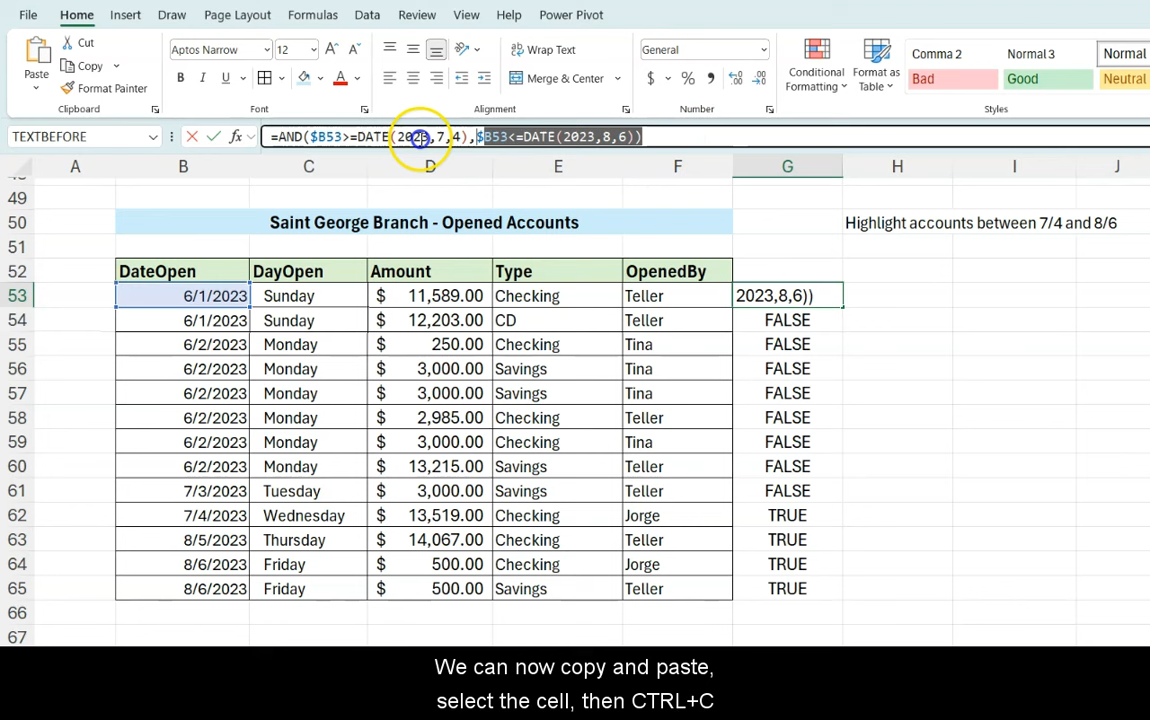 File Home Insert Draw Page Layout Formulas Data Review View Help Power Pivot
Paste Cut Copy Format Painter
Clipboard
Aptos Narrow 12 A A
B I U A
Font
Wrap Text
Merge & Center
Alignment
General
$ %
Number
Conditional Formatting Format as Table
Comma 2 Normal 3 Normal
Bad Good Neutral
Styles
TEXTBEFORE fx =AND($B53>=DATE(2023,7,4),$B53<=DATE(2023,8,6))
A B C D E F G H I J
49
50 Saint George Branch - Opened Accounts Highlight accounts between 7/4 and 8/6
51
52 DateOpen DayOpen Amount Type OpenedBy
53 6/1/2023 Sunday $ 11,589.00 Checking Teller 2023,8,6))
54 6/1/2023 Sunday $ 12,203.00 CD Teller FALSE
55 6/2/2023 Monday $ 250.00 Checking Tina FALSE
56 6/2/2023 Monday $ 3,000.00 Savings Tina FALSE
57 6/2/2023 Monday $ 3,000.00 Savings Tina FALSE
58 6/2/2023 Monday $ 2,985.00 Checking Teller FALSE
59 6/2/2023 Monday $ 3,000.00 Checking Tina FALSE
60 6/2/2023 Monday $ 13,215.00 Savings Teller FALSE
61 7/3/2023 Tuesday $ 3,000.00 Savings Teller FALSE
62 7/4/2023 Wednesday $ 13,519.00 Checking Jorge TRUE
63 8/5/2023 Thursday $ 14,067.00 Checking Teller TRUE
64 8/6/2023 Friday $ 500.00 Checking Jorge TRUE
65 8/6/2023 Friday $ 500.00 Savings Teller TRUE
66
67
We can now copy and paste,
select the cell, then CTRL+C